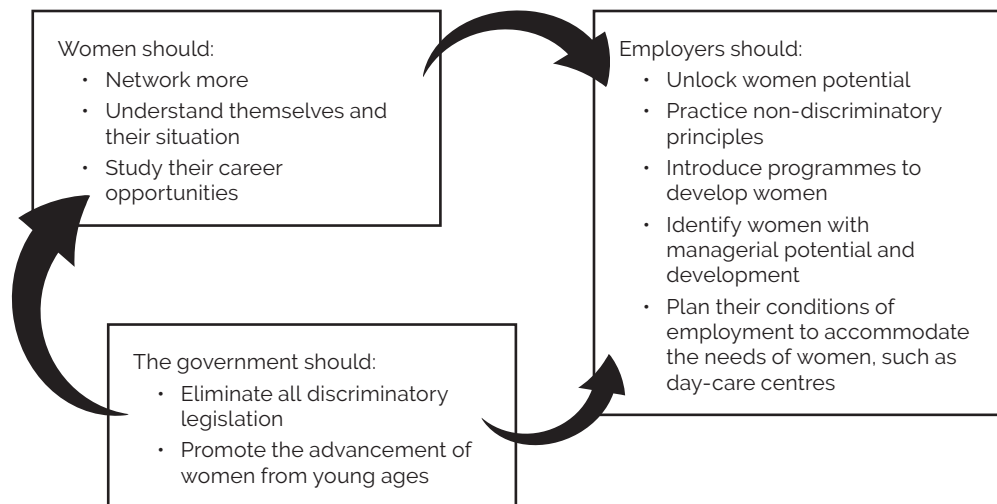 Women should:
• Network more
• Understand themselves and
their situation
• Study their career
opportunities
Employers should:
• Unlock women potential
• Practice non-discriminatory
principles
• Introduce programmes to
develop women
• Identify women with
managerial potential and
development
• Plan their conditions of
employment to accommodate
the needs of women, such as
day-care centres
The government should:
• Eliminate all discriminatory
legislation
• Promote the advancement of
women from young ages